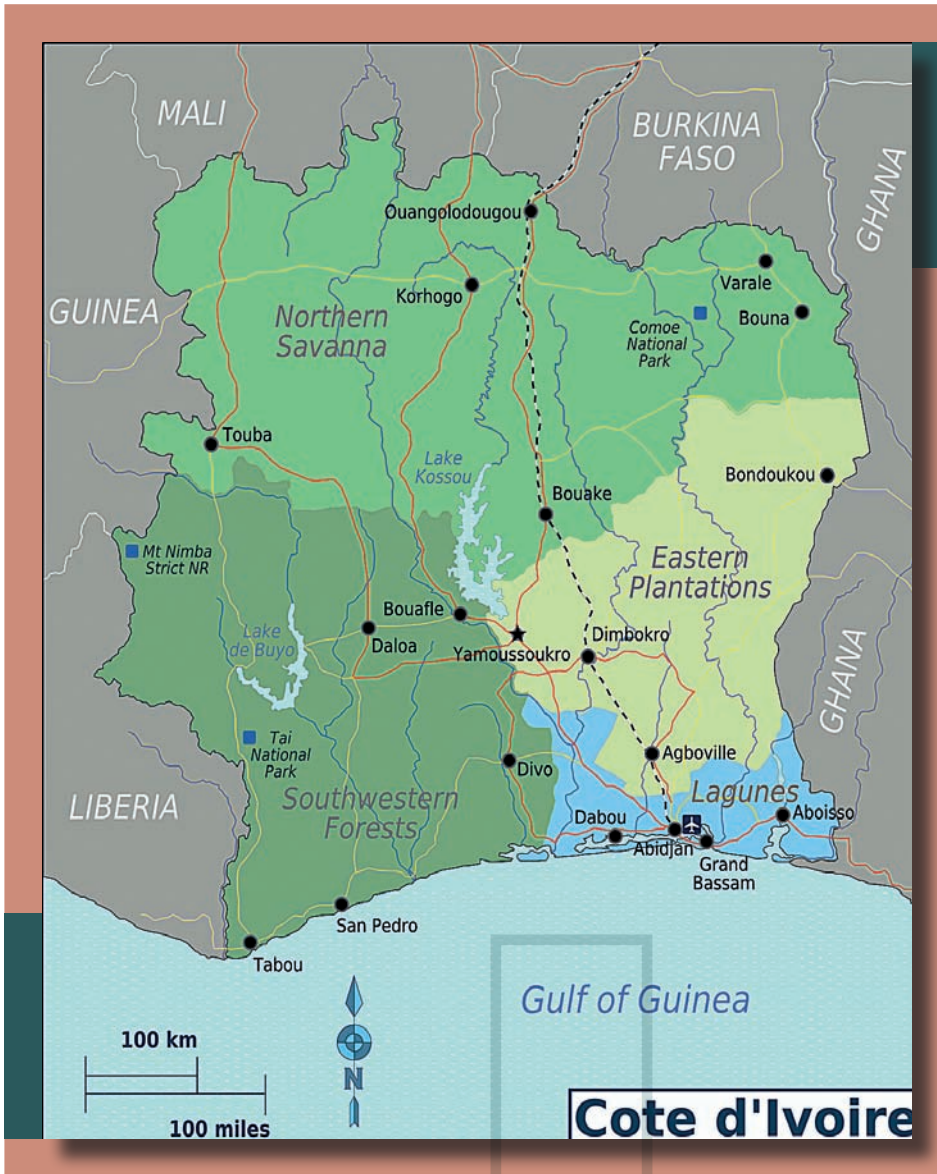 MALI
BURKINA
FASO
GHANA
Ouangolodougou
Varale
Korhogo
GUINEA
Northern
Savanna
Comoe
National
Park
Bouna
Touba
Lake
Kossou
Bondoukou
Bouake
Mt Nimba
Strict NR
Eastern
Plantations
Bouafle
Lake
de Buyo
Daloa
Yamoussoukro
Dimbokro
GHANA
Tai
National
Park
Divo
Agboville
LIBERIA
Southwestern
Forests
Lagunes
Dabou
Aboisso
Abidjan
Grand
Bassam
San Pedro
Tabou
Gulf of Guinea
100 km
N
100 miles
Cote d'Ivoire